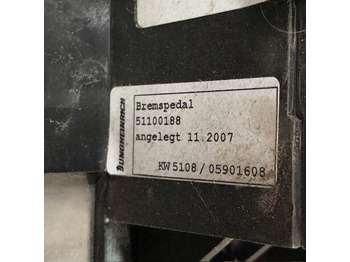 JUNGHEINRICH
Bremspedal
51100188
angelegt 11.2007
KW 5108 / 05901608